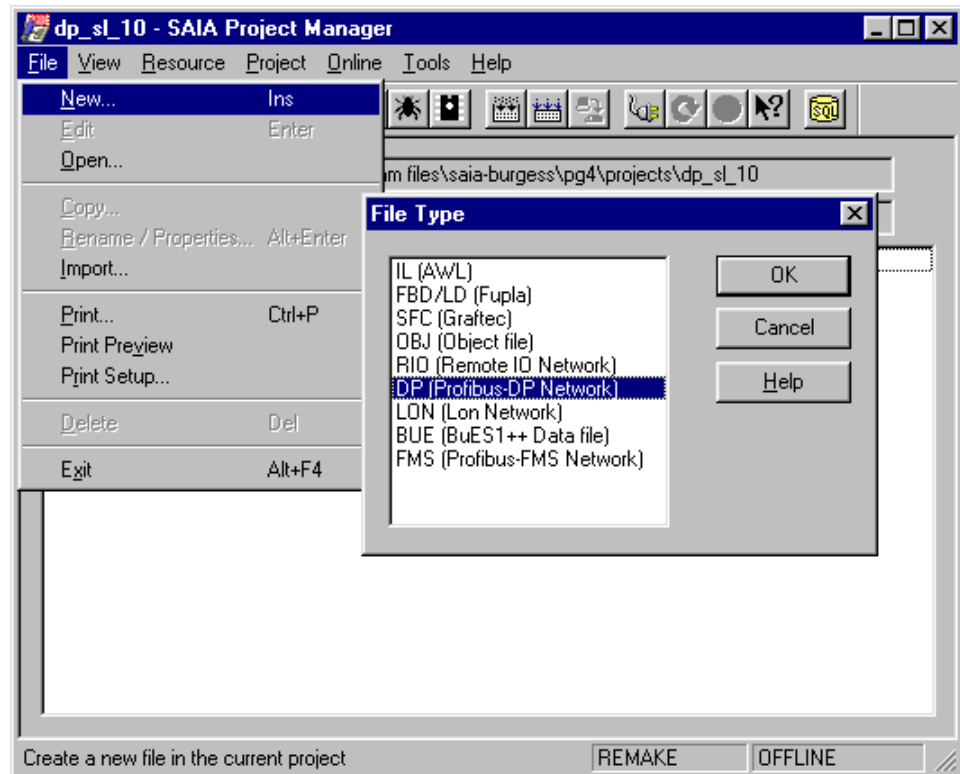 dp_sl_10 - SAIA Project Manager
File View Resource Project Online Tools Help
New... Ins
Edit Enter
Open...
Copy...
Rename / Properties... Alt+Enter
Import...
Print... Ctrl+P
Print Preview
Print Setup...
Delete Del
Exit Alt+F4
SQL
m files\saia-burgess\pg4\projects\dp_sl_10
File Type
IL (AWL)
FBD/LD (Fupla)
SFC (Graftec)
OBJ (Object file)
RIO (Remote IO Network)
DP (Profibus-DP Network)
LON (Lon Network)
BUE (BuES1++ Data file)
FMS (Profibus-FMS Network)
OK
Cancel
Help
Create a new file in the current project REMAKE OFFLINE